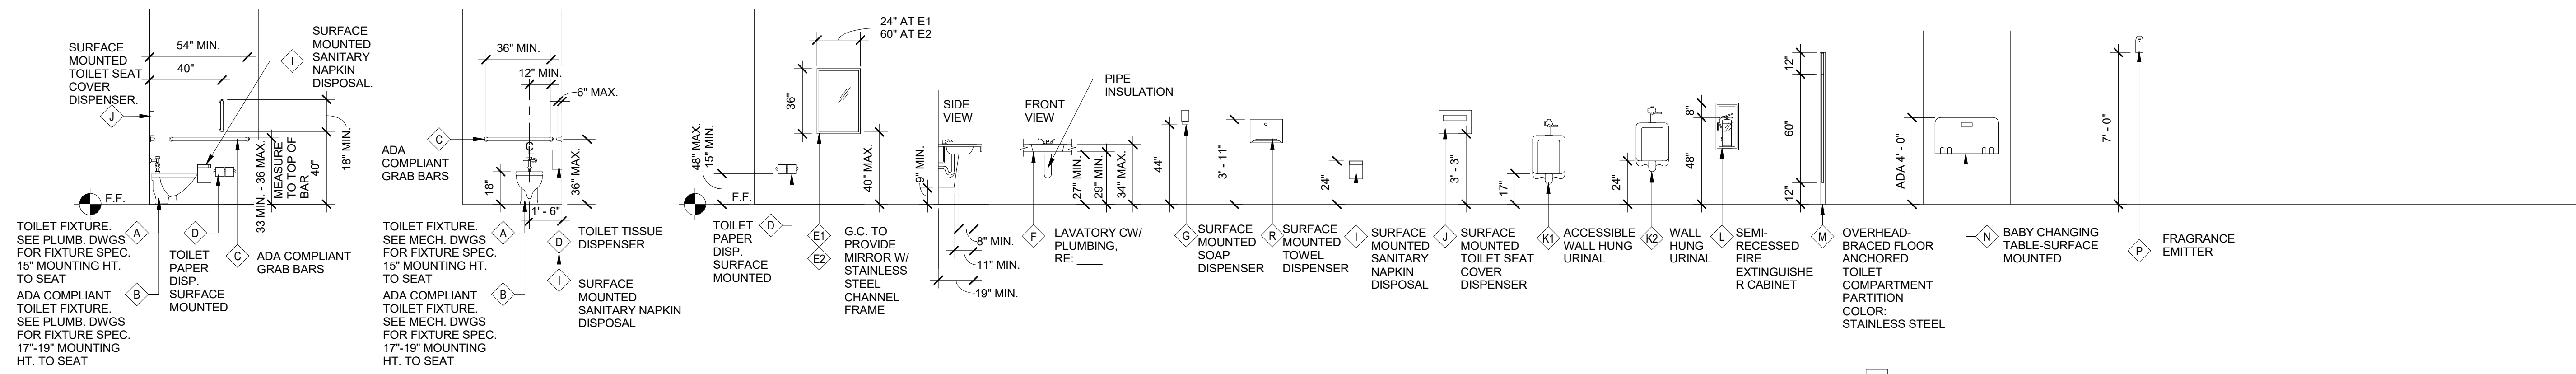 SURFACE
MOUNTED
TOILET SEAT
COVER
DISPENSER.
J
54" MIN.
40"
I
SURFACE
MOUNTED
SANITARY
NAPKIN
DISPOSAL.
18" MIN.
40"
33 MIN. - 36 MAX.
MEASURE
TO TOP OF
BAR
F.F.
TOILET FIXTURE.
SEE PLUMB. DWGS
FOR FIXTURE SPEC.
15" MOUNTING HT.
TO SEAT
A
ADA COMPLIANT
TOILET FIXTURE.
SEE PLUMB. DWGS
FOR FIXTURE SPEC.
17"-19" MOUNTING
HT. TO SEAT
B
D
TOILET
PAPER
DISP.
SURFACE
MOUNTED
C
ADA COMPLIANT
GRAB BARS
36" MIN.
12" MIN.
6" MAX.
C
ADA
COMPLIANT
GRAB BARS
18"
36" MAX.
1' - 6"
TOILET FIXTURE.
SEE MECH. DWGS
FOR FIXTURE SPEC.
15" MOUNTING HT.
TO SEAT
A
ADA COMPLIANT
TOILET FIXTURE.
SEE MECH. DWGS
FOR FIXTURE SPEC.
17"-19" MOUNTING
HT. TO SEAT
B
D
TOILET TISSUE
DISPENSER
I
SURFACE
MOUNTED
SANITARY NAPKIN
DISPOSAL
48" MAX.
15" MIN.
F.F.
TOILET
PAPER
DISP.
SURFACE
MOUNTED
D
24" AT E1
60" AT E2
36"
40" MAX.
E1
E2
G.C. TO
PROVIDE
MIRROR W/
STAINLESS
STEEL
CHANNEL
FRAME
SIDE
VIEW
9" MIN.
8" MIN.
11" MIN.
19" MIN.
FRONT
VIEW
PIPE
INSULATION
27" MIN.
29" MIN.
34" MAX.
F
LAVATORY CW/
PLUMBING,
RE: ____
44"
G
SURFACE
MOUNTED
SOAP
DISPENSER
3' - 11"
R
SURFACE
MOUNTED
TOWEL
DISPENSER
24"
I
SURFACE
MOUNTED
SANITARY
NAPKIN
DISPOSAL
3' - 3"
J
SURFACE
MOUNTED
TOILET SEAT
COVER
DISPENSER
17"
K1
ACCESSIBLE
WALL HUNG
URINAL
24"
K2
WALL
HUNG
URINAL
8"
48"
L
SEMI-
RECESSED
FIRE
EXTINGUISHE
R CABINET
12"
60"
12"
M
OVERHEAD-
BRACED FLOOR
ANCHORED
TOILET
COMPARTMENT
PARTITION
COLOR:
STAINLESS STEEL
ADA 4' - 0"
N
BABY CHANGING
TABLE-SURFACE
MOUNTED
7' - 0"
P
FRAGRANCE
EMITTER